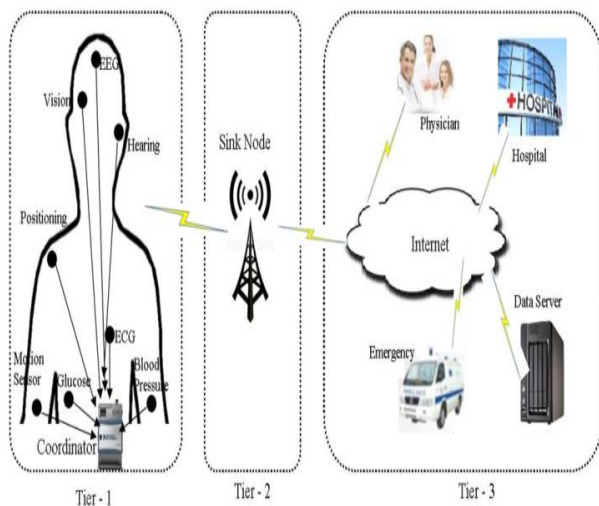 EEG
Vision
Hearing
Positioning
ECG
Motion
Sensor
Glucose
Blood
Pressure
Coordinator
Tier - 1
Sink Node
Tier - 2
Physician
HOSPITA
Hospital
Internet
Data Server
Emergency
Tier - 3